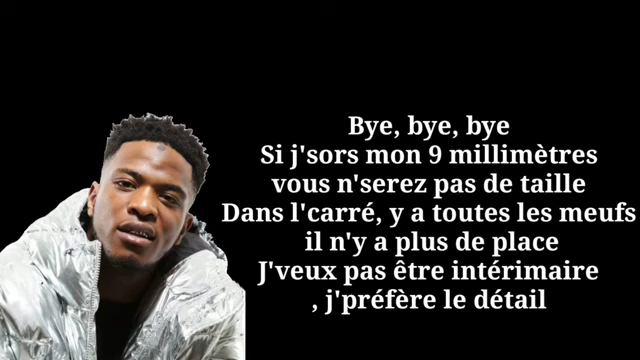 Bye, bye, bye
Si j'sors mon 9 millimètres
vous n'serez pas de taille
Dans l'carré, y a toutes les meufs
il n'y a plus de place
J'veux pas être intérimaire
, j'préfère le détail